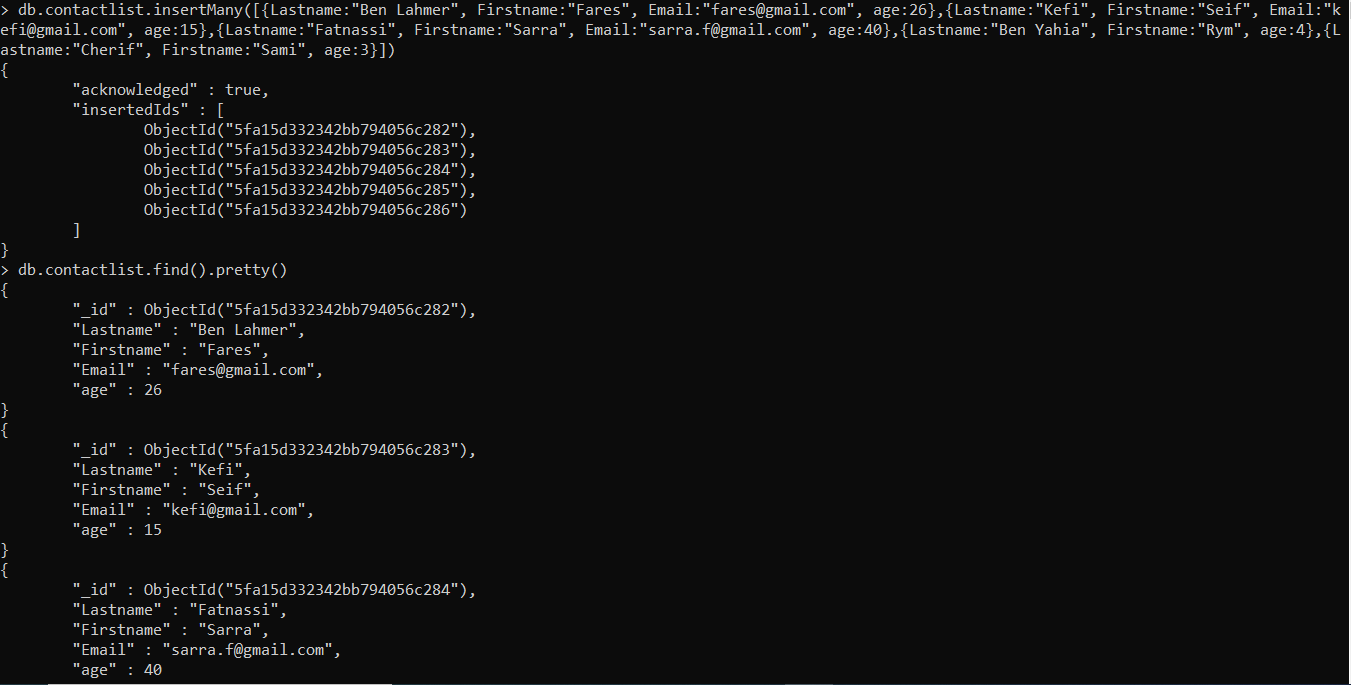 > db.contactlist.insertMany([{Lastname:"Ben Lahmer", Firstname:"Fares", Email:"fares@gmail.com", age:26},{Lastname:"Kefi", Firstname:"Seif", Email:"k
efi@gmail.com", age:15},{Lastname:"Fatnassi", Firstname:"Sarra", Email:"sarra.f@gmail.com", age:40},{Lastname:"Ben Yahia", Firstname:"Rym", age:4},{L
astname:"Cherif", Firstname:"Sami", age:3}])
{
        "acknowledged" : true,
        "insertedIds" : [
                ObjectId("5fa15d332342bb794056c282"),
                ObjectId("5fa15d332342bb794056c283"),
                ObjectId("5fa15d332342bb794056c284"),
                ObjectId("5fa15d332342bb794056c285"),
                ObjectId("5fa15d332342bb794056c286")
        ]
}
> db.contactlist.find().pretty()
{
        "_id" : ObjectId("5fa15d332342bb794056c282"),
        "Lastname" : "Ben Lahmer",
        "Firstname" : "Fares",
        "Email" : "fares@gmail.com",
        "age" : 26
}
{
        "_id" : ObjectId("5fa15d332342bb794056c283"),
        "Lastname" : "Kefi",
        "Firstname" : "Seif",
        "Email" : "kefi@gmail.com",
        "age" : 15
}
{
        "_id" : ObjectId("5fa15d332342bb794056c284"),
        "Lastname" : "Fatnassi",
        "Firstname" : "Sarra",
        "Email" : "sarra.f@gmail.com",
        "age" : 40